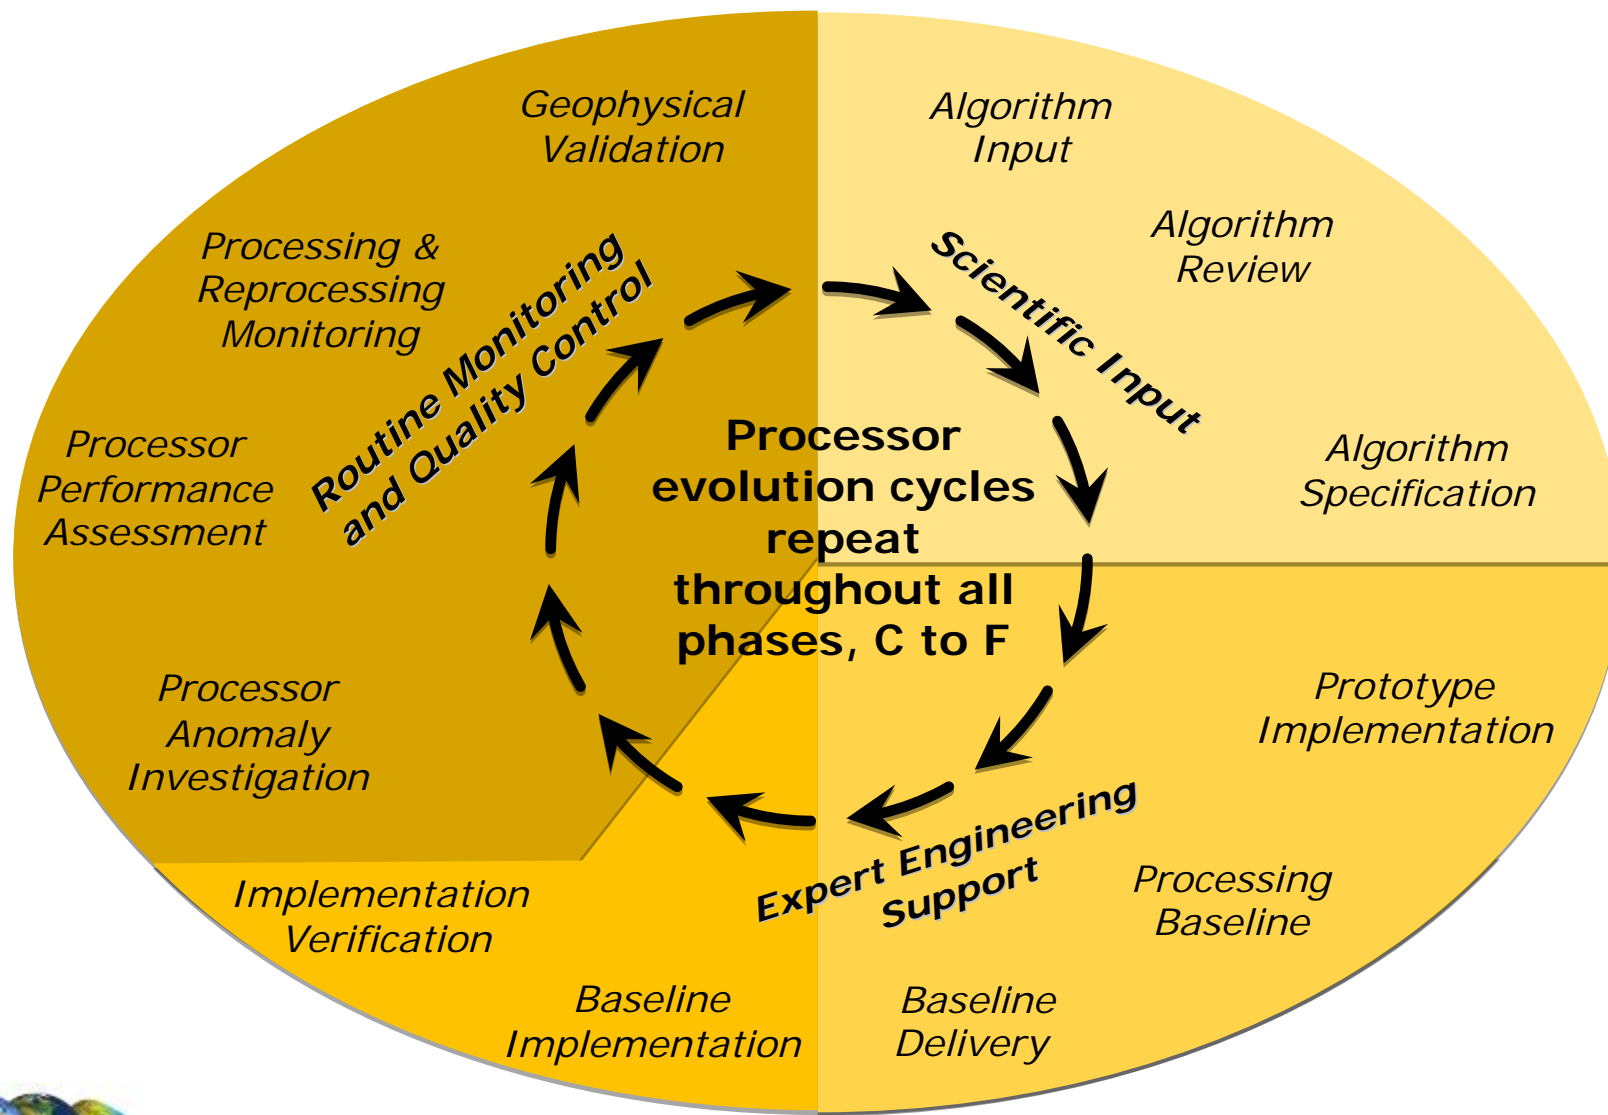 Geophysical
Validation
Algorithm
Input
Algorithm
Review
Processing &
Reprocessing
Monitoring
Routine Monitoring
and Quality Control
Scientific Input
Processor
Performance
Assessment
Algorithm
Specification
Processor
evolution cycles
repeat
throughout all
phases, C to F
Processor
Anomaly
Investigation
Prototype
Implementation
Expert Engineering
Support
Implementation
Verification
Processing
Baseline
Baseline
Implementation
Baseline
Delivery